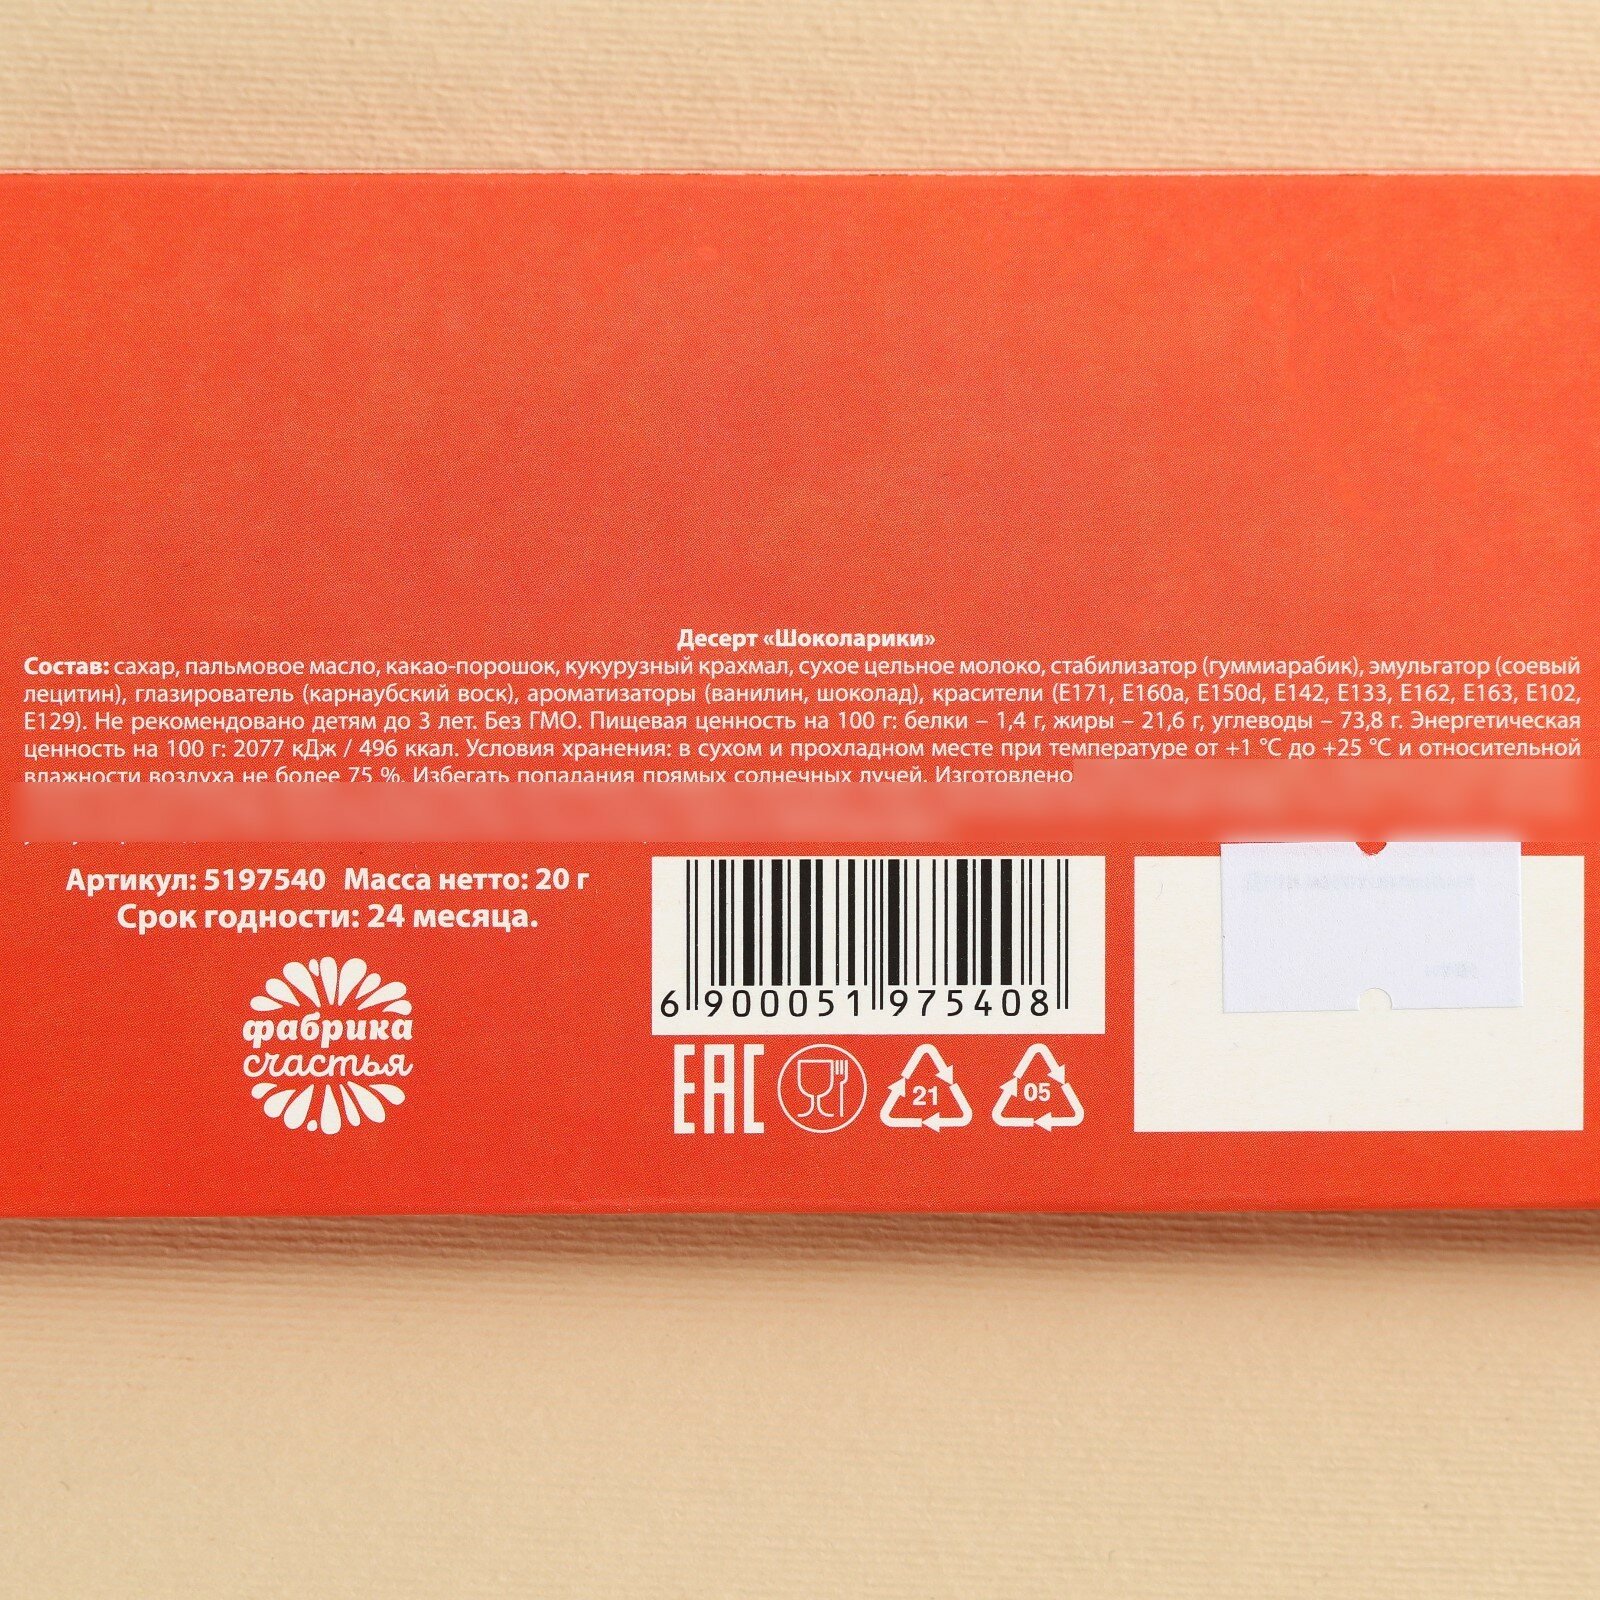 Десерт «Шоколарики»
Состав: сахар, пальмовое масло, какао-порошок, кукурузный крахмал, сухое цельное молоко, стабилизатор (гуммиарабик), эмульгатор (соевый
лецитин), глазирователь (карнаубский воск), ароматизаторы (ванилин, шоколад), красители (Е171, Е160а, Е150d, Е142, Е133, Е162, Е163, Е102,
Е129). Не рекомендовано детям до 3 лет. Без ГМО. Пищевая ценность на 100 г: белки – 1,4 г, жиры – 21,6 г, углеводы – 73,8 г. Энергетическая
ценность на 100 г: 2077 кДж / 496 ккал. Условия хранения: в сухом и прохладном месте при температуре от +1 °С до +25 °С и относительной
влажности воздуха не более 75 %. Избегать попадания прямых солнечных лучей. Изготовлено
Артикул: 5197540 Масса нетто: 20 г
Срок годности: 24 месяца.
фабрика
счастья
6 900051 975408
EAC
21
05